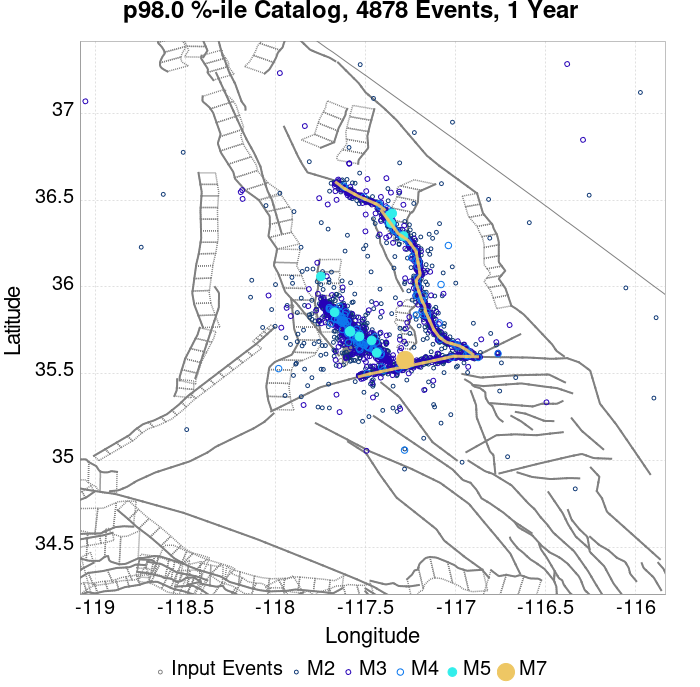 p98.0 %-ile Catalog, 4878 Events, 1 Year
37
36.5
36
35.5
35
34.5
Latitude
-119 -118.5 -118 -117.5 -117 -116.5 -116
Longitude
Input Events M2 M3 M4 M5 M7